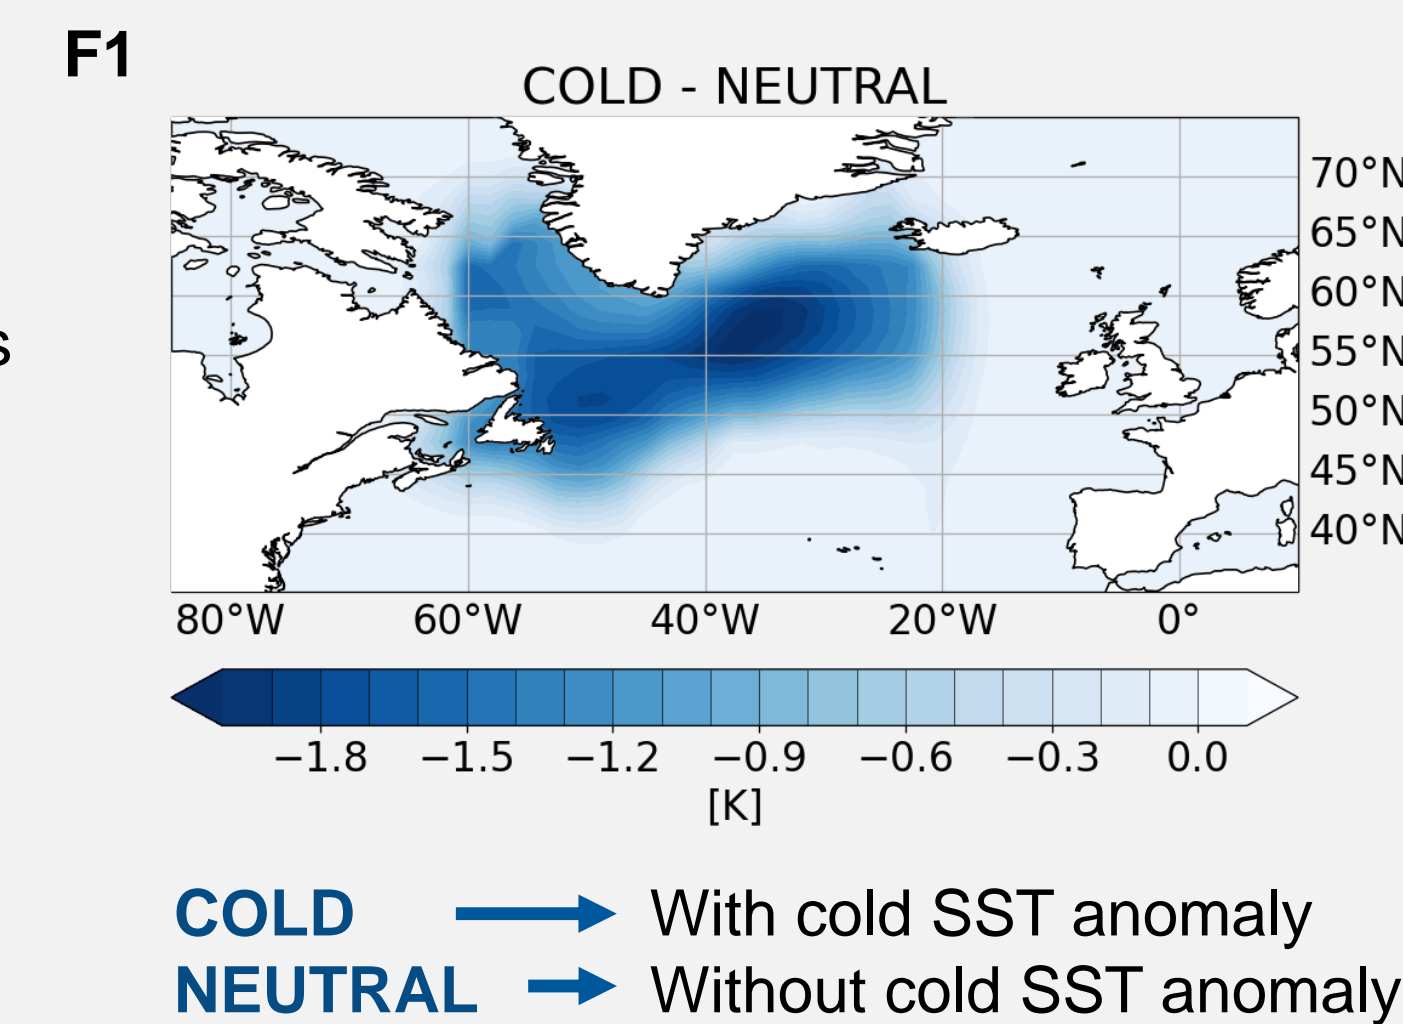 F1
COLD - NEUTRAL
70°N
65°N
s
60°N
55°N
50°N
45°N
40°N
80°W 60°W 40°W 20°W 0°
−1.8 −1.5 −1.2 −0.9 −0.6 −0.3 0.0
[K]
COLD With cold SST anomaly
NEUTRAL Without cold SST anomaly